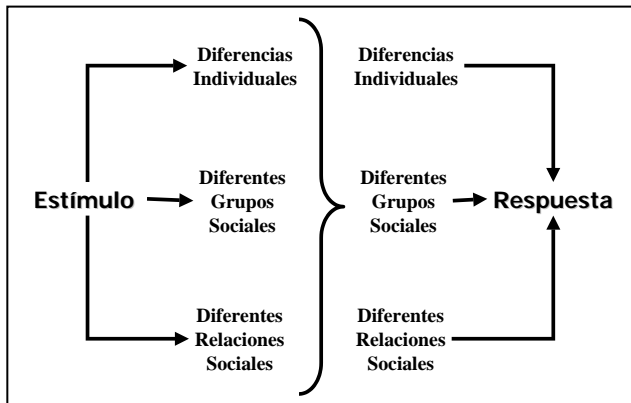 Diferencias
Individuales
Diferencias
Individuales
Estímulo
Diferentes
Grupos
Sociales
Diferentes
Grupos
Sociales
Respuesta
Diferentes
Relaciones
Sociales
Diferentes
Relaciones
Sociales